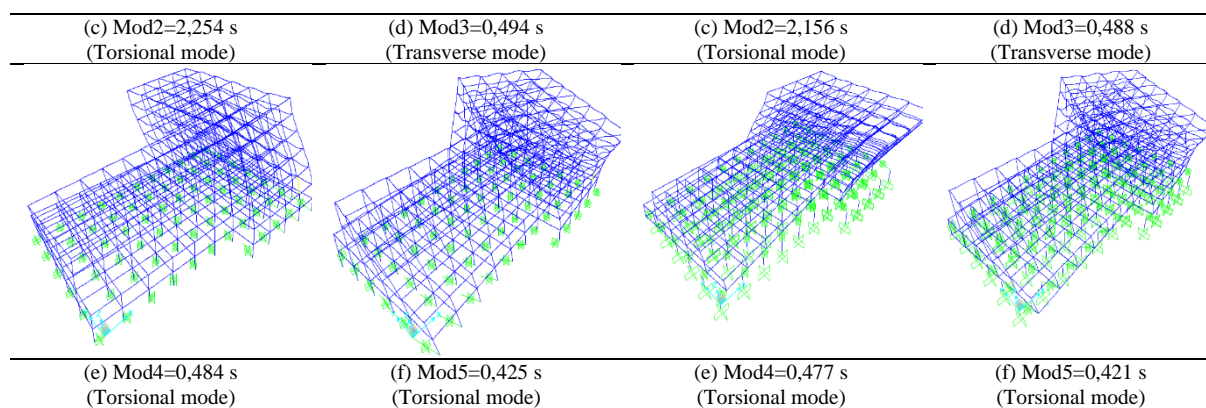 (c) Mod2=2,254 s
(Torsional mode)
(d) Mod3=0,494 s
(Transverse mode)
(c) Mod2=2,156 s
(Torsional mode)
(d) Mod3=0,488 s
(Transverse mode)
(e) Mod4=0,484 s
(Torsional mode)
(f) Mod5=0,425 s
(Torsional mode)
(e) Mod4=0,477 s
(Torsional mode)
(f) Mod5=0,421 s
(Torsional mode)